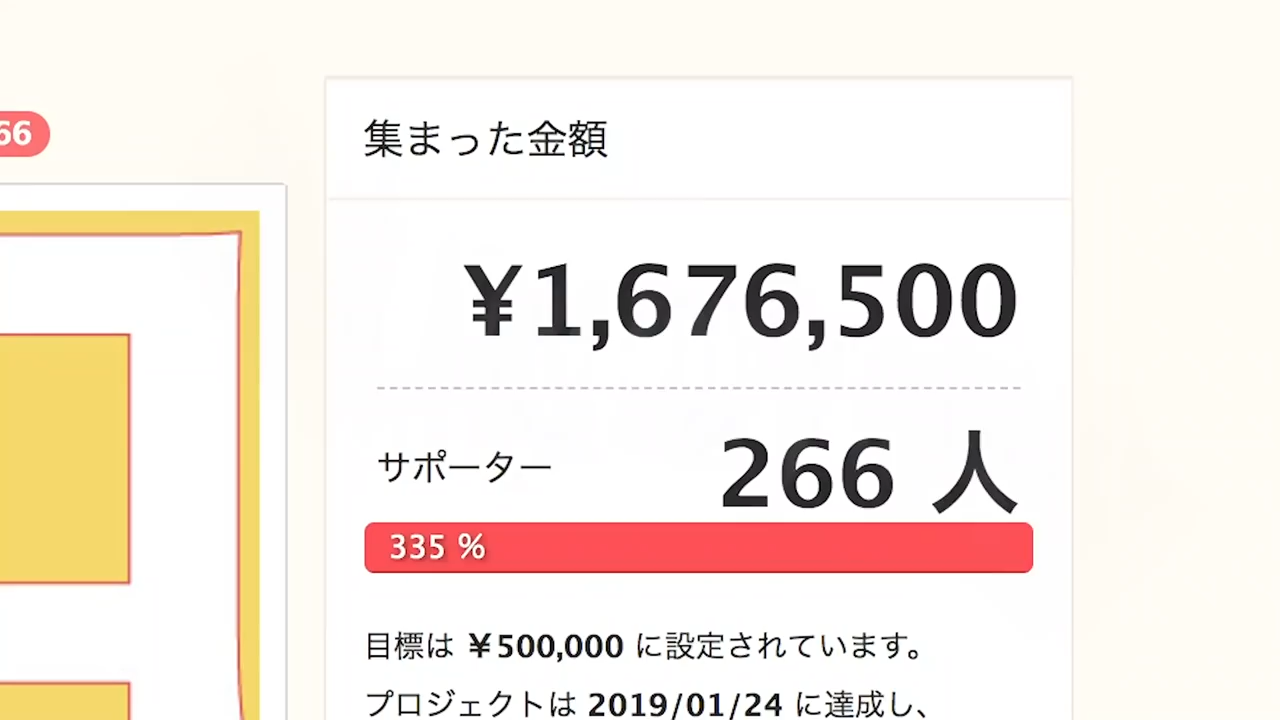 66
集まった金額
¥1,676,500
サポーター 266 人
335 %
目標は ¥500,000 に設定されています。
プロジェクトは 2019/01/24 に達成し、